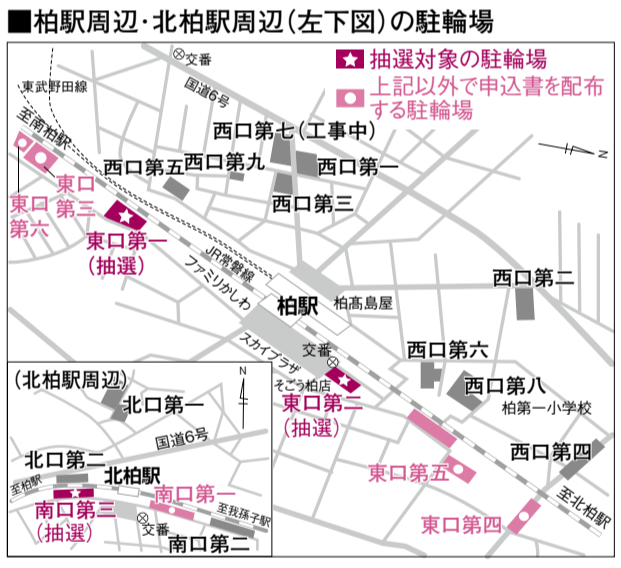 ■柏駅周辺・北柏駅周辺(左下図)の駐輪場
抽選対象の駐輪場
上記以外で申込書を配布
する駐輪場
交番
東武野田線
国道6号
至南柏駅
西口第七(工事中)
西口第五
西口第九
西口第一
西口第三
N
東口
第三
東口
第六
東口第一
(抽選)
JR常磐線
ファミリかしわ
柏駅
柏髙島屋
西口第二
スカイプラザ
交番
そごう柏店
東口第二
(抽選)
西口第六
西口第八
柏第一小学校
東口第五
西口第四
東口第四
至北柏駅
(北柏駅周辺)
N
北口第一
国道6号
北口第二
北柏駅
至柏駅
南口第一
南口第三
(抽選)
至我孫子駅
交番
南口第二